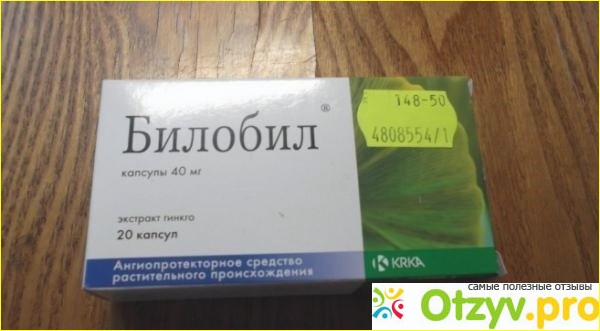 148-50
4808554/1
Билобил®
капсулы 40 мг
экстракт гинкго
20 капсул
Ангиопротекторное средство
растительного происхождения
KRKA
самые полезные отзывы
Otzyv.pro